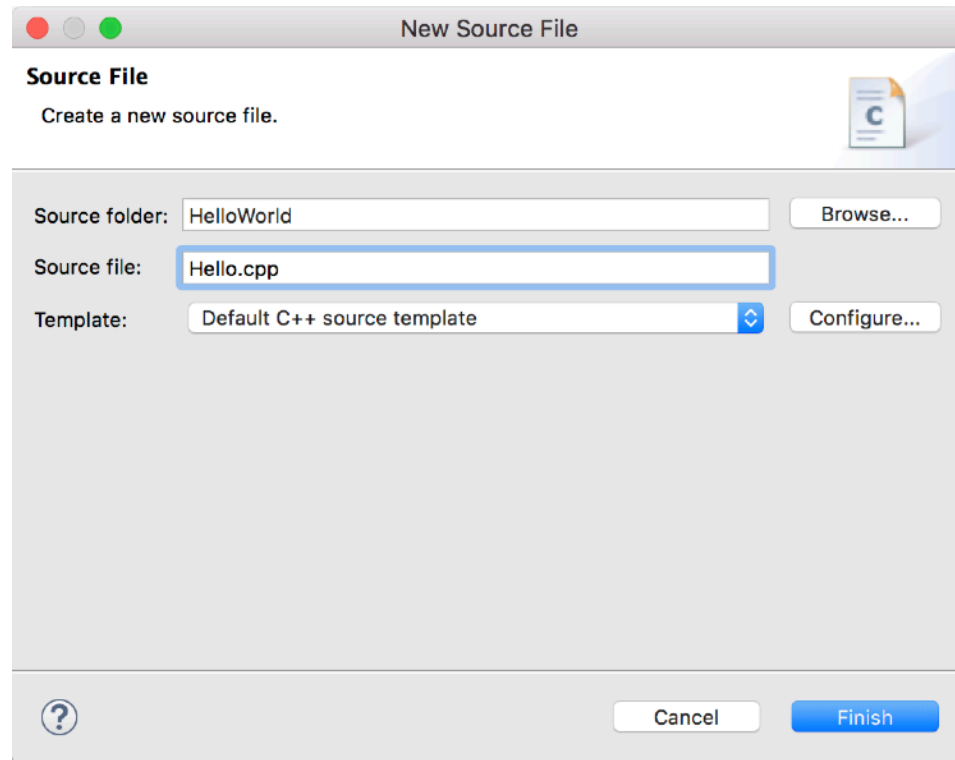 New Source File
Source File
Create a new source file.
C
Source folder: HelloWorld Browse...
Source file: Hello.cpp
Template: Default C++ source template Configure...
? Cancel Finish